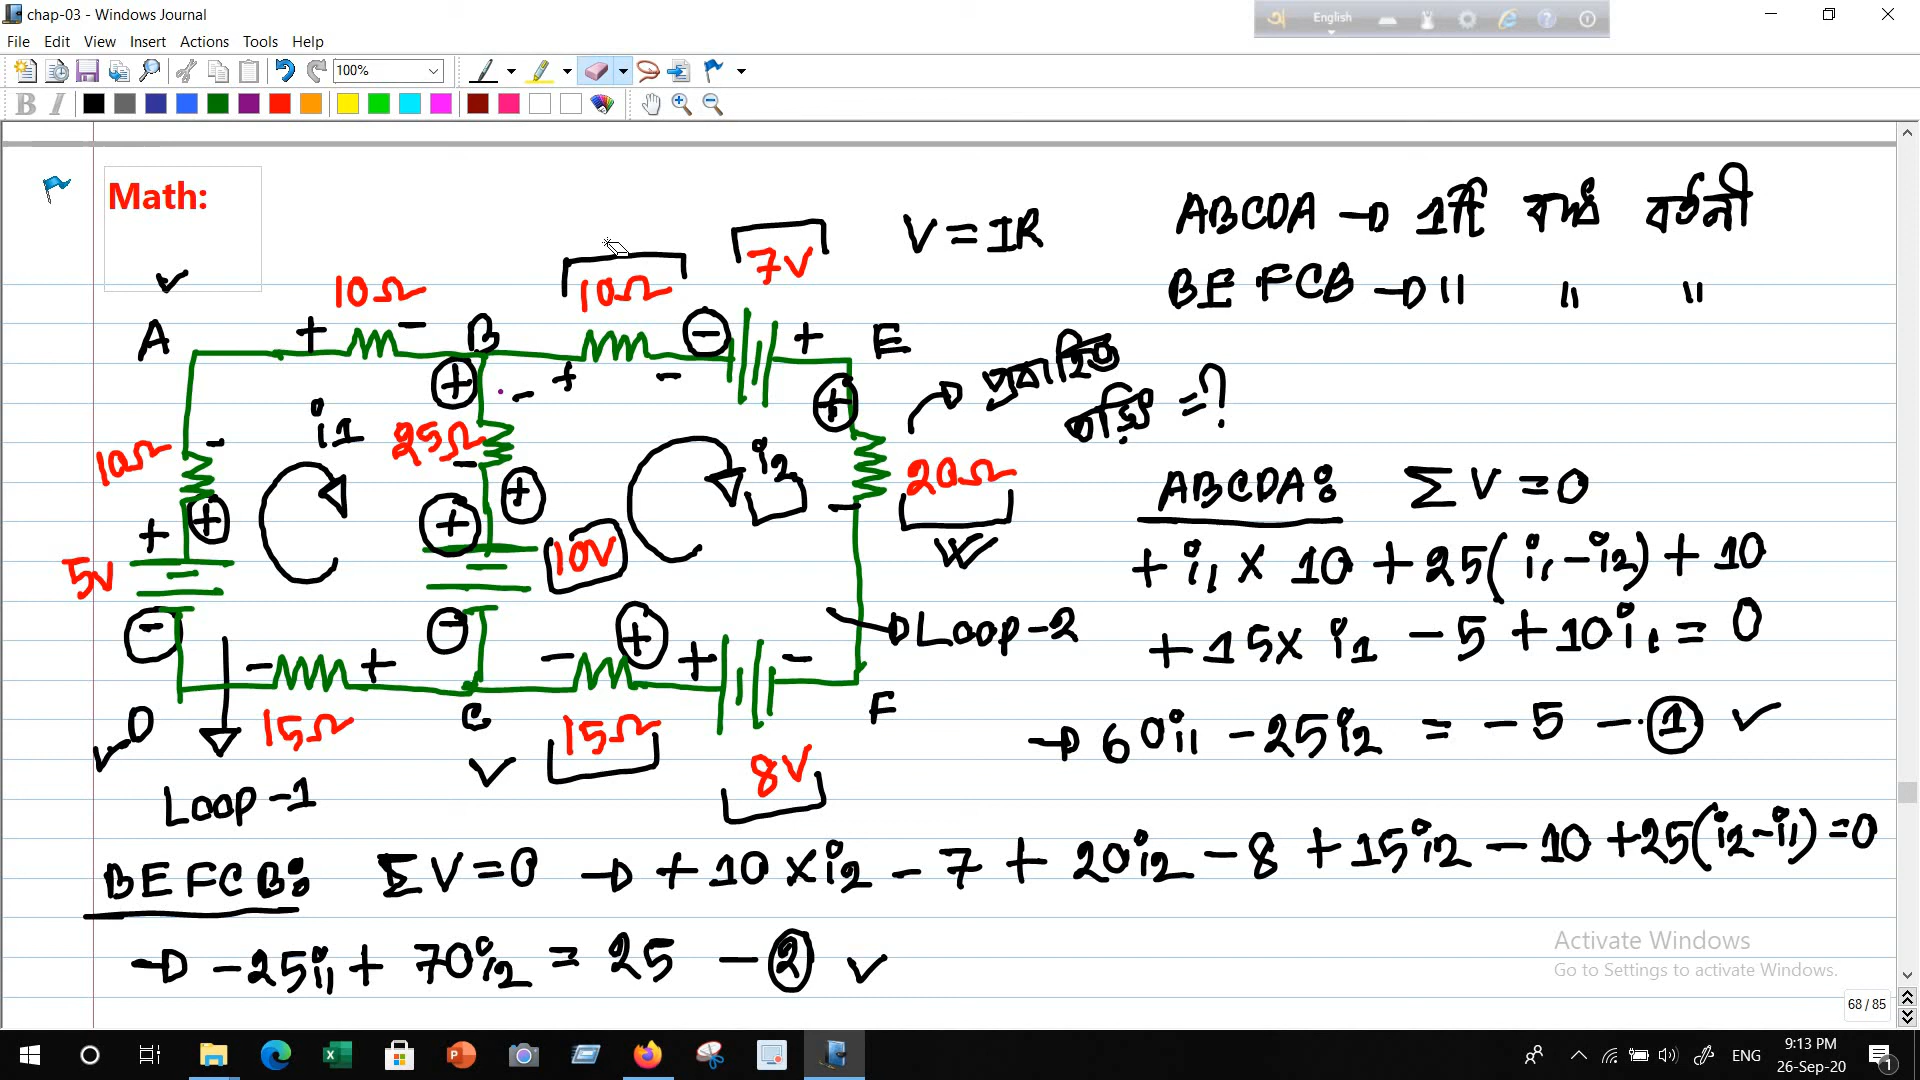 chap-03 - Windows Journal
English
File Edit View Insert Actions Tools Help
100%
B I
Math:
V = IR
ABCDA → 1টি বদ্ধ বর্তনী
BEFCB → 11 " "
10Ω 10Ω 7V
A + - B + - - + E
+ - +
i1 25Ω i2
10Ω - - + 20Ω -
+ + + 10V
5V
- - +
প্রবাহিত
তড়িৎ = ?
Loop-2
- + - + -
D 15Ω C 15Ω 8V F
Loop-1
ABCDA: ΣV = 0
+ i1 × 10 + 25(i1 - i2) + 10
+ 15 × i1 - 5 + 10i1 = 0
→ 60i1 - 25i2 = - 5 - ① ✓
BEFCB: ΣV = 0 → + 10 × i2 - 7 + 20i2 - 8 + 15i2 - 10 + 25(i2 - i1) = 0
→ - 25i1 + 70i2 = 25 - ② ✓
Activate Windows
Go to Settings to activate Windows.
68 / 85
ENG
9:13 PM
26-Sep-20
1